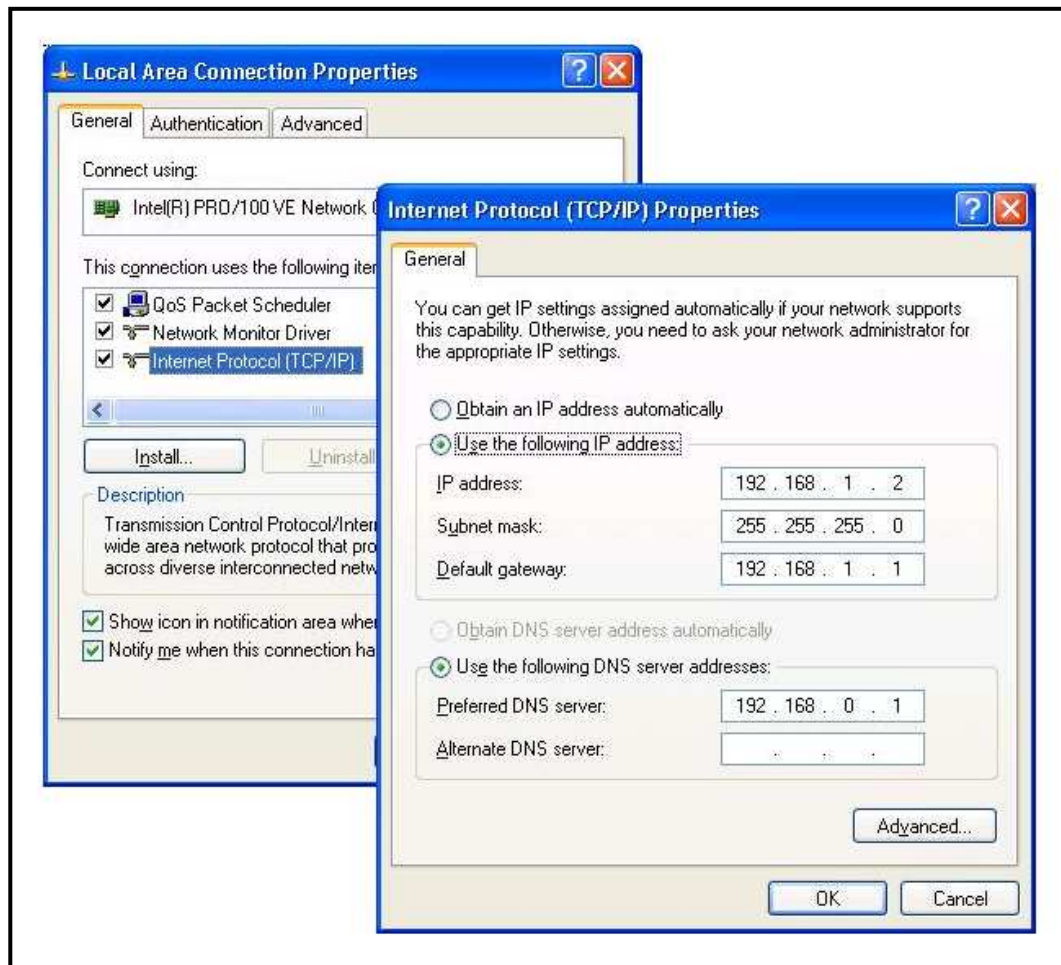 Local Area Connection Properties
General Authentication Advanced
Connect using:
Intel(R) PRO/100 VE Network
This connection uses the following
QoS Packet Scheduler
Network Monitor Driver
Internet Protocol (TCP/IP)
Install...
Uninstall
Description
Transmission Control
wide area network protocol that
across diverse interconnected
Show icon in notification area
Notify me when this connection
Internet Protocol (TCP/IP) Properties
General
You can get IP settings assigned automatically if your network supports
this capability. Otherwise, you need to ask your network administrator for
the appropriate IP settings.
Obtain an IP address automatically
Use the following IP address:
IP address: 192 . 168 . 1 . 2
Subnet mask: 255 . 255 . 255 . 0
Default gateway: 192 . 168 . 1 . 1
Obtain DNS server address automatically
Use the following DNS server addresses:
Preferred DNS server: 192 . 168 . 0 . 1
Alternate DNS server: . . .
Advanced...
OK Cancel